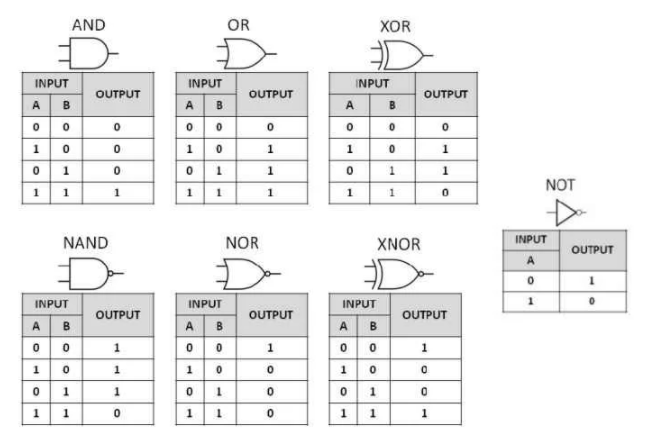 AND
INPUT OUTPUT
A B
0 0 0
1 0 0
0 1 0
1 1 1
OR
INPUT OUTPUT
A B
0 0 0
1 0 1
0 1 1
1 1 1
XOR
INPUT OUTPUT
A B
0 0 0
1 0 1
0 1 1
1 1 0
NAND
INPUT OUTPUT
A B
0 0 1
1 0 1
0 1 1
1 1 0
NOR
INPUT OUTPUT
A B
0 0 1
1 0 0
0 1 0
1 1 0
XNOR
INPUT OUTPUT
A B
0 0 1
1 0 0
0 1 0
1 1 1
NOT
INPUT OUTPUT
A
0 1
1 0